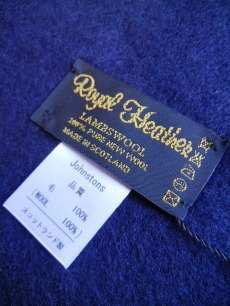 Royal Heather
LAMBSWOOL
100% PURE NEW WOOL
MADE IN SCOTLAND
Johnstons
品質
毛 100%
[WOOL 100%]
スコットランド製